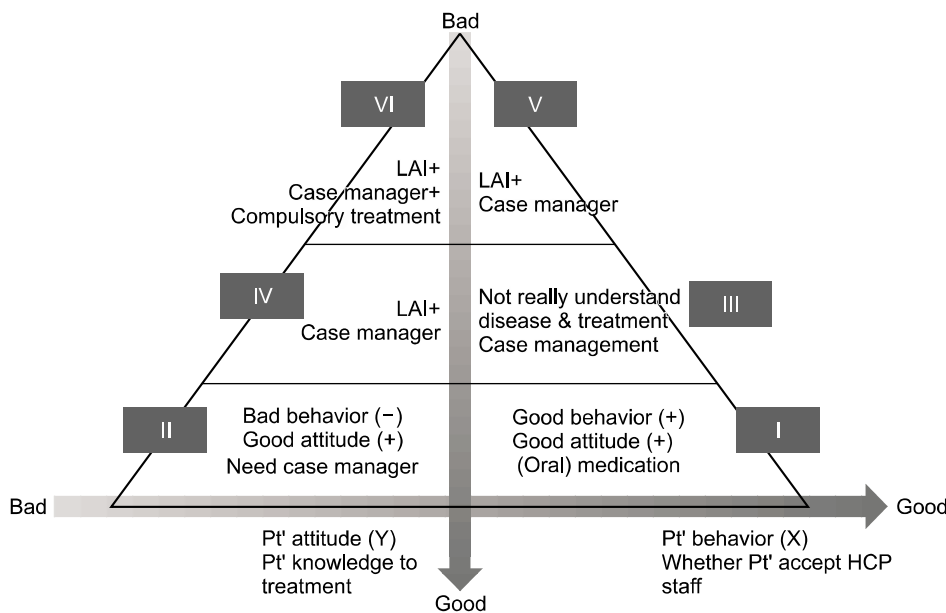 Bad
VI
V
LAI+
Case manager+
Compulsory treatment
LAI+
Case manager
IV
III
LAI+
Case manager
Not really understand
disease & treatment
Case management
II
I
Bad behavior (−)
Good attitude (+)
Need case manager
Good behavior (+)
Good attitude (+)
(Oral) medication
Bad
Good
Pt' attitude (Y)
Pt' knowledge to
treatment
Pt' behavior (X)
Whether Pt' accept HCP
staff
Good